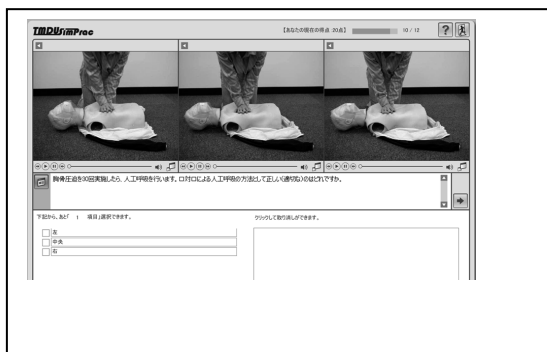 TMDUSimPrac
【あなたの現在の得点:20点】 10 / 12 ?
胸骨圧迫を30回実施したら、人工呼吸を行います。口対口による人工呼吸の方法として正しい(適切な)のはどれですか。
下記から、あと「 1 項目」選択できます。
クリックして取り消しができます。
左
中央
右